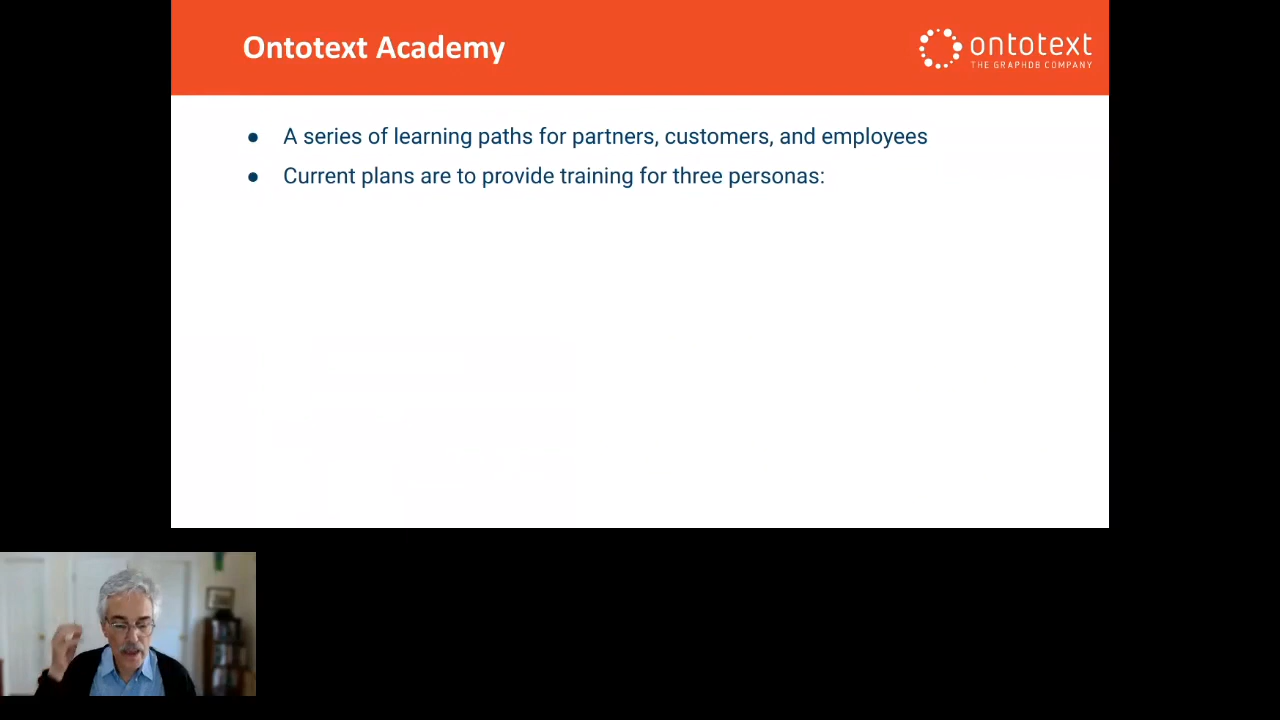 Ontotext Academy
ontotext
THE GRAPHDB COMPANY
● A series of learning paths for partners, customers, and employees
● Current plans are to provide training for three personas: